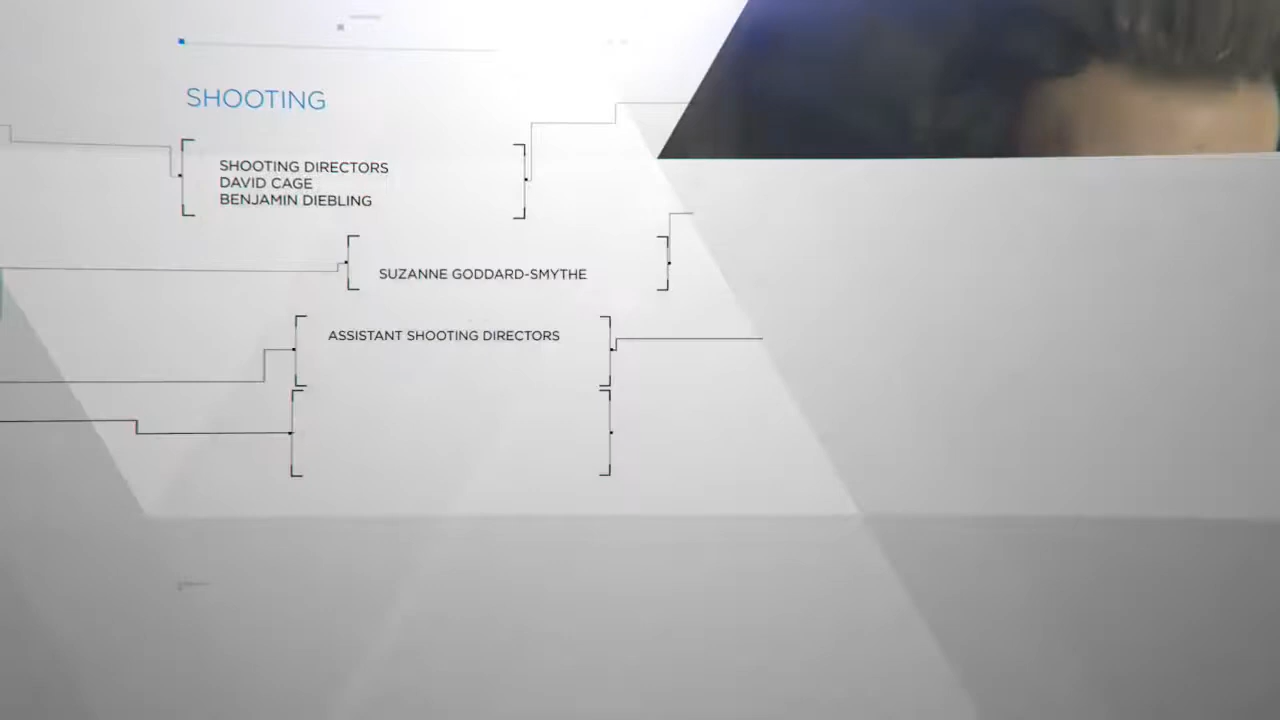 SHOOTING
SHOOTING DIRECTORS
DAVID CAGE
BENJAMIN DIEBLING
SUZANNE GODDARD-SMYTHE
ASSISTANT SHOOTING DIRECTORS